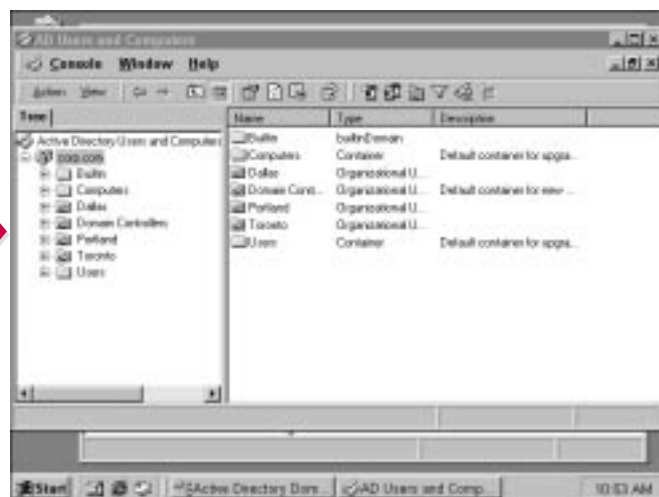 AD Users and Computers
Console Window Help
Action View
Tree
Name Type Description
Active Directory Users and Computers
corp.com
Builtin
Computers
Dallas
Domain Controllers
Portland
Toronto
Users
Builtin builtinDomain
Computers Container Default container for upgra...
Dallas Organizational U...
Domain Cont... Organizational U... Default container for new ...
Portland Organizational U...
Toronto Organizational U...
Users Container Default container for upgra...
Start Active Directory Dom... AD Users and Comp... 10:53 AM